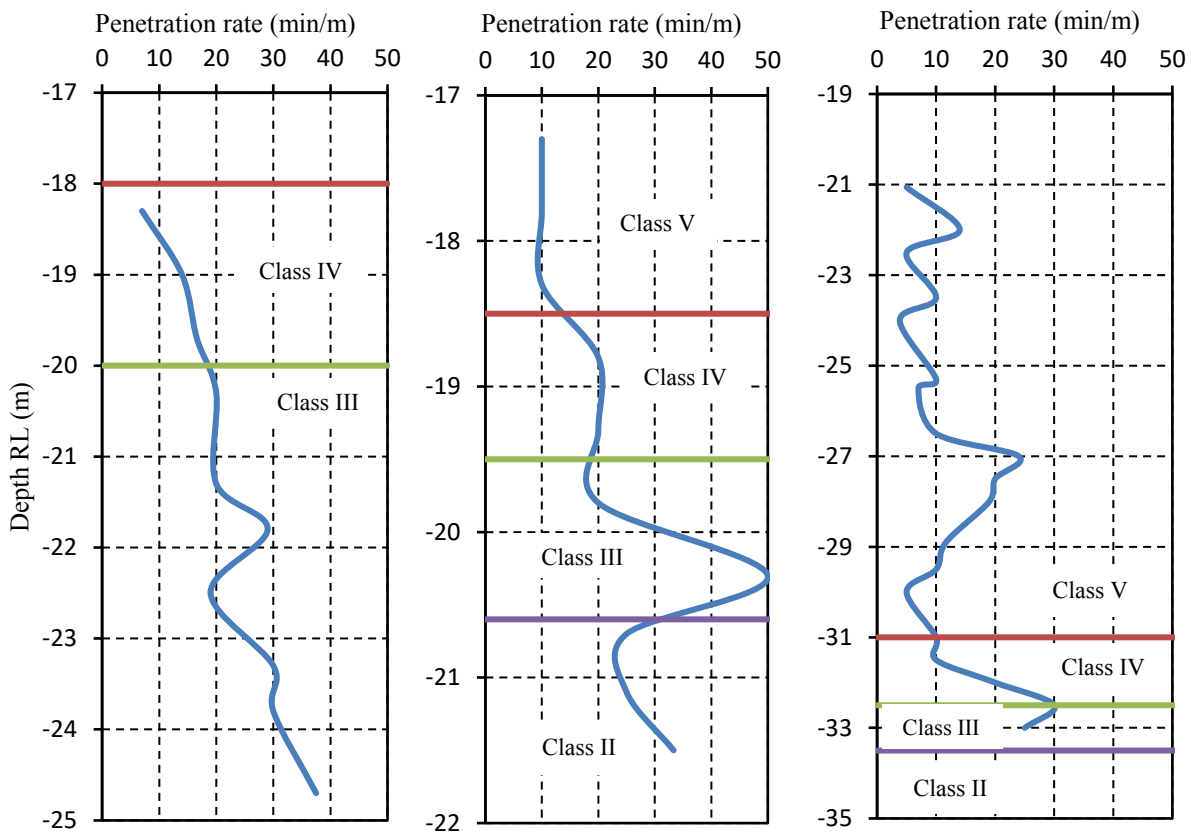 Penetration rate (min/m)
0 10 20 30 40 50
-17
-18
-19
-20
-21
-22
-23
-24
-25
Depth RL (m)
Class IV
Class III
Penetration rate (min/m)
0 10 20 30 40 50
-17
-18
-19
-20
-21
-22
Class V
Class IV
Class III
Class II
Penetration rate (min/m)
0 10 20 30 40 50
-19
-21
-23
-25
-27
-29
-31
-33
-35
Class V
Class IV
Class III
Class II